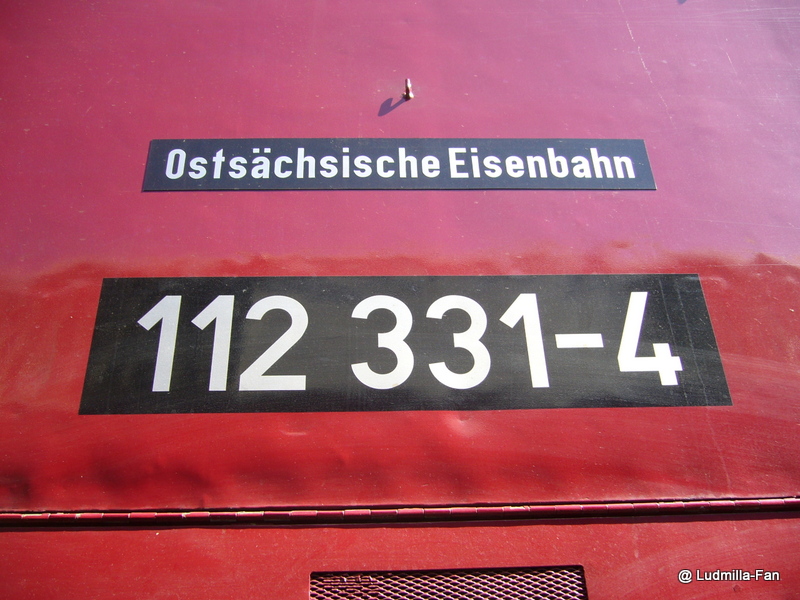 Ostsächsische Eisenbahn
112 331-4
@ Ludmilla-Fan